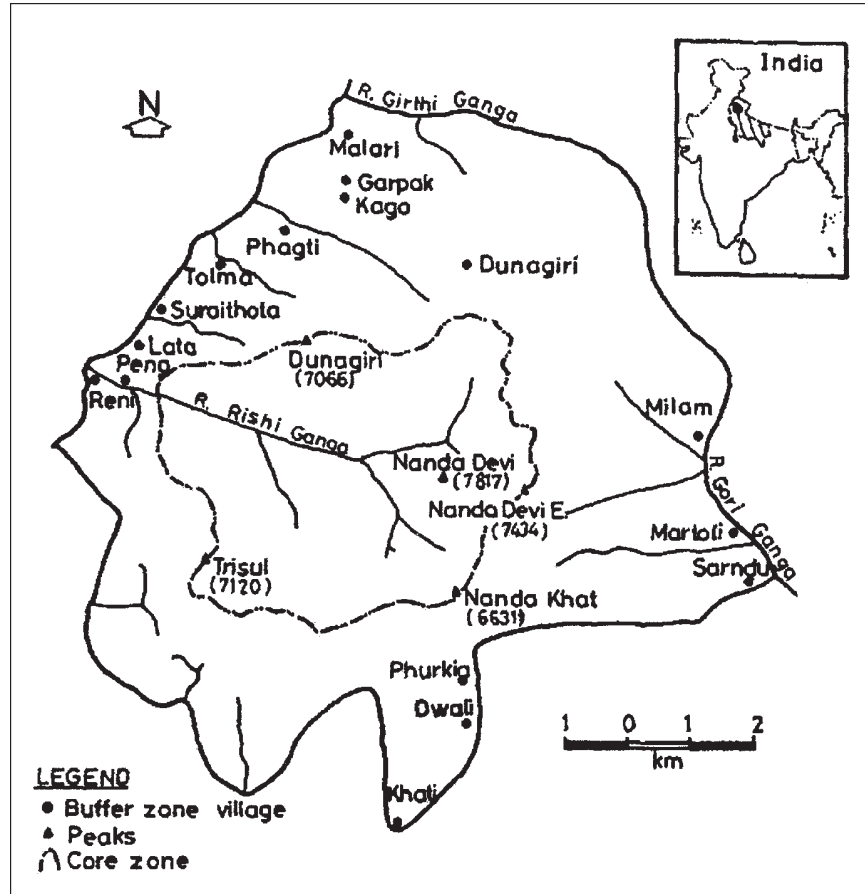 India
N
R. Girthi Ganga
Malari
Garpak
Kago
Phagti
Dunagiri
Tolma
Suraithota
Lata
Dunagiri
(7066)
Peng
Reni
R. Rishi Ganga
Milam
Nanda Devi
(7817)
R. Gori Ganga
Nanda Devi E.
(7434)
Martoli
Sarndu
Trisul
(7120)
Nanda Khat
(6631)
Phurkia
Dwali
1 0 1 2
km
LEGEND
Khati
Buffer zone village
Peaks
Core zone